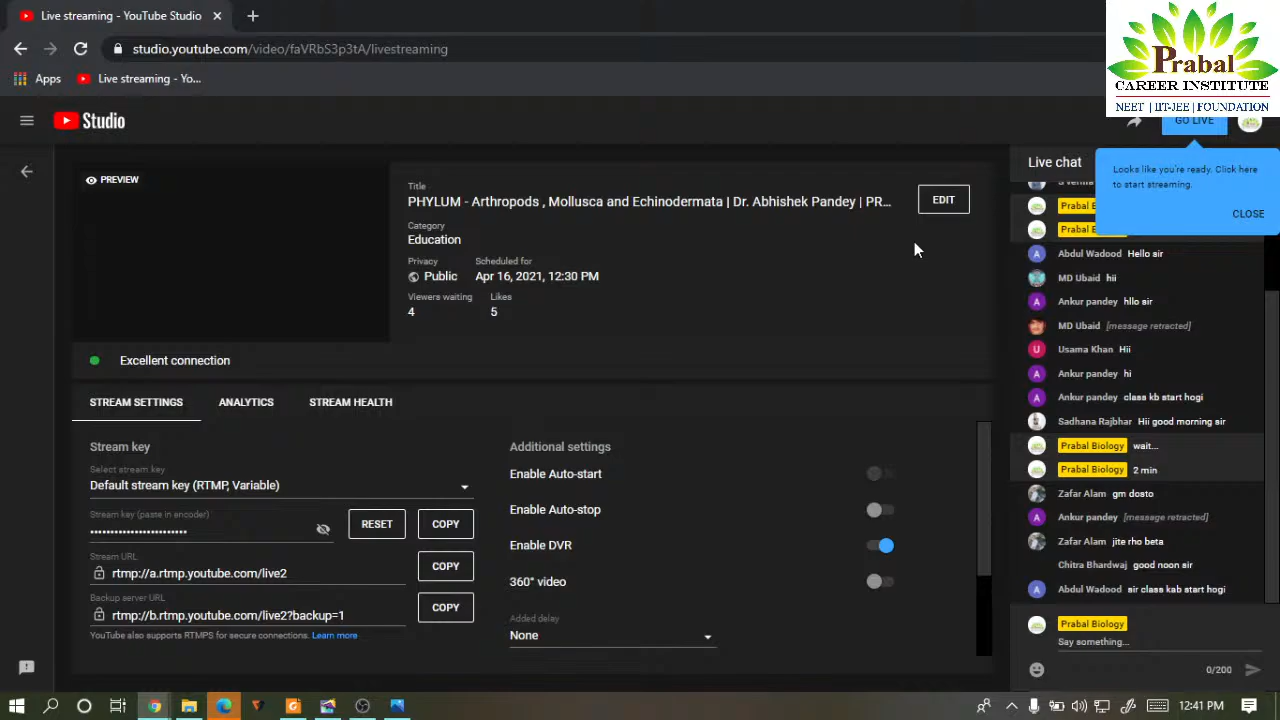 Live streaming - YouTube Studio
studio.youtube.com/video/faVRbS3p3tA/livestreaming
Apps
Live streaming - Yo...
Prabal
CAREER INSTITUTE
NEET | IIT-JEE | FOUNDATION
Studio
GO LIVE
PREVIEW
Title
PHYLUM - Arthropods , Mollusca and Echinodermata | Dr. Abhishek Pandey | PR...
EDIT
Category
Education
Privacy
Public
Scheduled for
Apr 16, 2021, 12:30 PM
Viewers waiting
4
Likes
5
Excellent connection
STREAM SETTINGS
ANALYTICS
STREAM HEALTH
Stream key
Select stream key
Default stream key (RTMP, Variable)
Stream key (paste in encoder)
••••••••••••••••••••••••
RESET
COPY
Stream URL
rtmp://a.rtmp.youtube.com/live2
COPY
Backup server URL
rtmp://b.rtmp.youtube.com/live2?backup=1
COPY
YouTube also supports RTMPS for secure connections. Learn more
Additional settings
Enable Auto-start
Enable Auto-stop
Enable DVR
360° video
Added delay
None
Live chat
Looks like you're ready. Click here
to start streaming.
CLOSE
Prabal B
Prabal B
Abdul Wadood Hello sir
MD Ubaid hii
Ankur pandey hllo sir
MD Ubaid [message retracted]
U
Usama Khan Hii
A
Ankur pandey hi
A
Ankur pandey class kb start hogi
Sadhana Rajbhar Hii good morning sir
Prabal Biology wait...
Prabal Biology 2 min
Zafar Alam gm dosto
A
Ankur pandey [message retracted]
Zafar Alam jite rho beta
Chitra Bhardwaj good noon sir
A
Abdul Wadood sir class kab start hogi
Prabal Biology
Say something...
0/200
12:41 PM